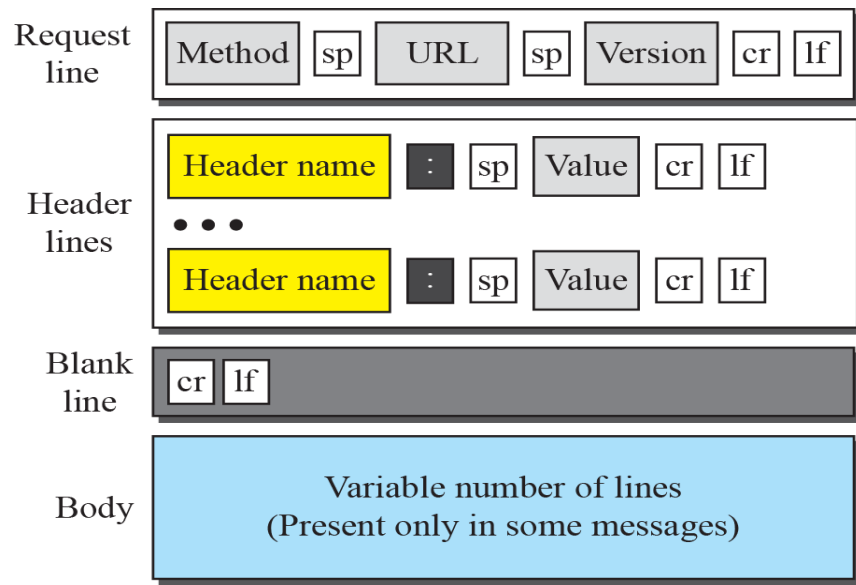 Request line
Method sp URL sp Version cr lf
Header lines
Header name : sp Value cr lf
• • •
Header name : sp Value cr lf
Blank line
cr lf
Body
Variable number of lines
(Present only in some messages)